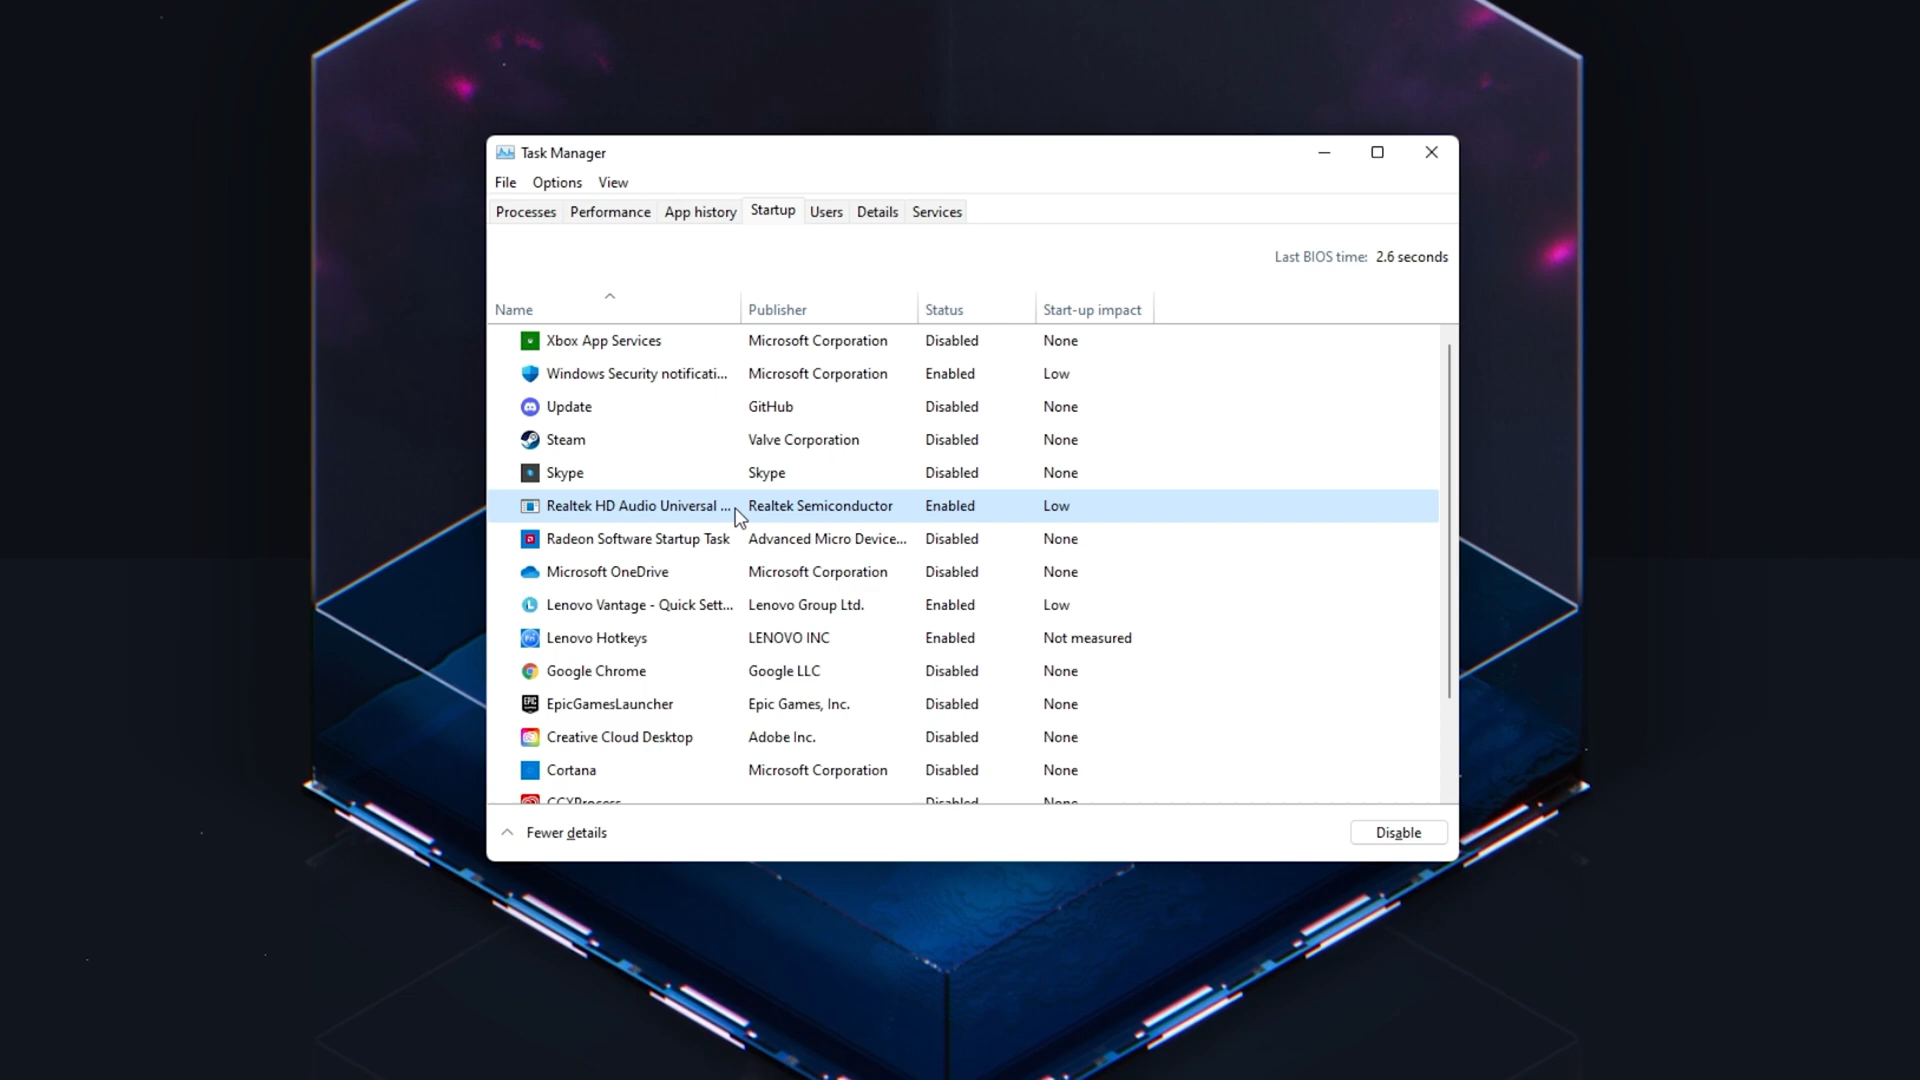 Task Manager
File Options View
Processes Performance App history Startup Users Details Services
Last BIOS time: 2.6 seconds
Name Publisher Status Start-up impact
Xbox App Services Microsoft Corporation Disabled None
Windows Security notificati... Microsoft Corporation Enabled Low
Update GitHub Disabled None
Steam Valve Corporation Disabled None
Skype Skype Disabled None
Realtek HD Audio Universal ... Realtek Semiconductor Enabled Low
Radeon Software Startup Task Advanced Micro Device... Disabled None
Microsoft OneDrive Microsoft Corporation Disabled None
Lenovo Vantage - Quick Sett... Lenovo Group Ltd. Enabled Low
Lenovo Hotkeys LENOVO INC Enabled Not measured
Google Chrome Google LLC Disabled None
EpicGamesLauncher Epic Games, Inc. Disabled None
Creative Cloud Desktop Adobe Inc. Disabled None
Cortana Microsoft Corporation Disabled None
CCXProcess Disabled None
Fewer details Disable